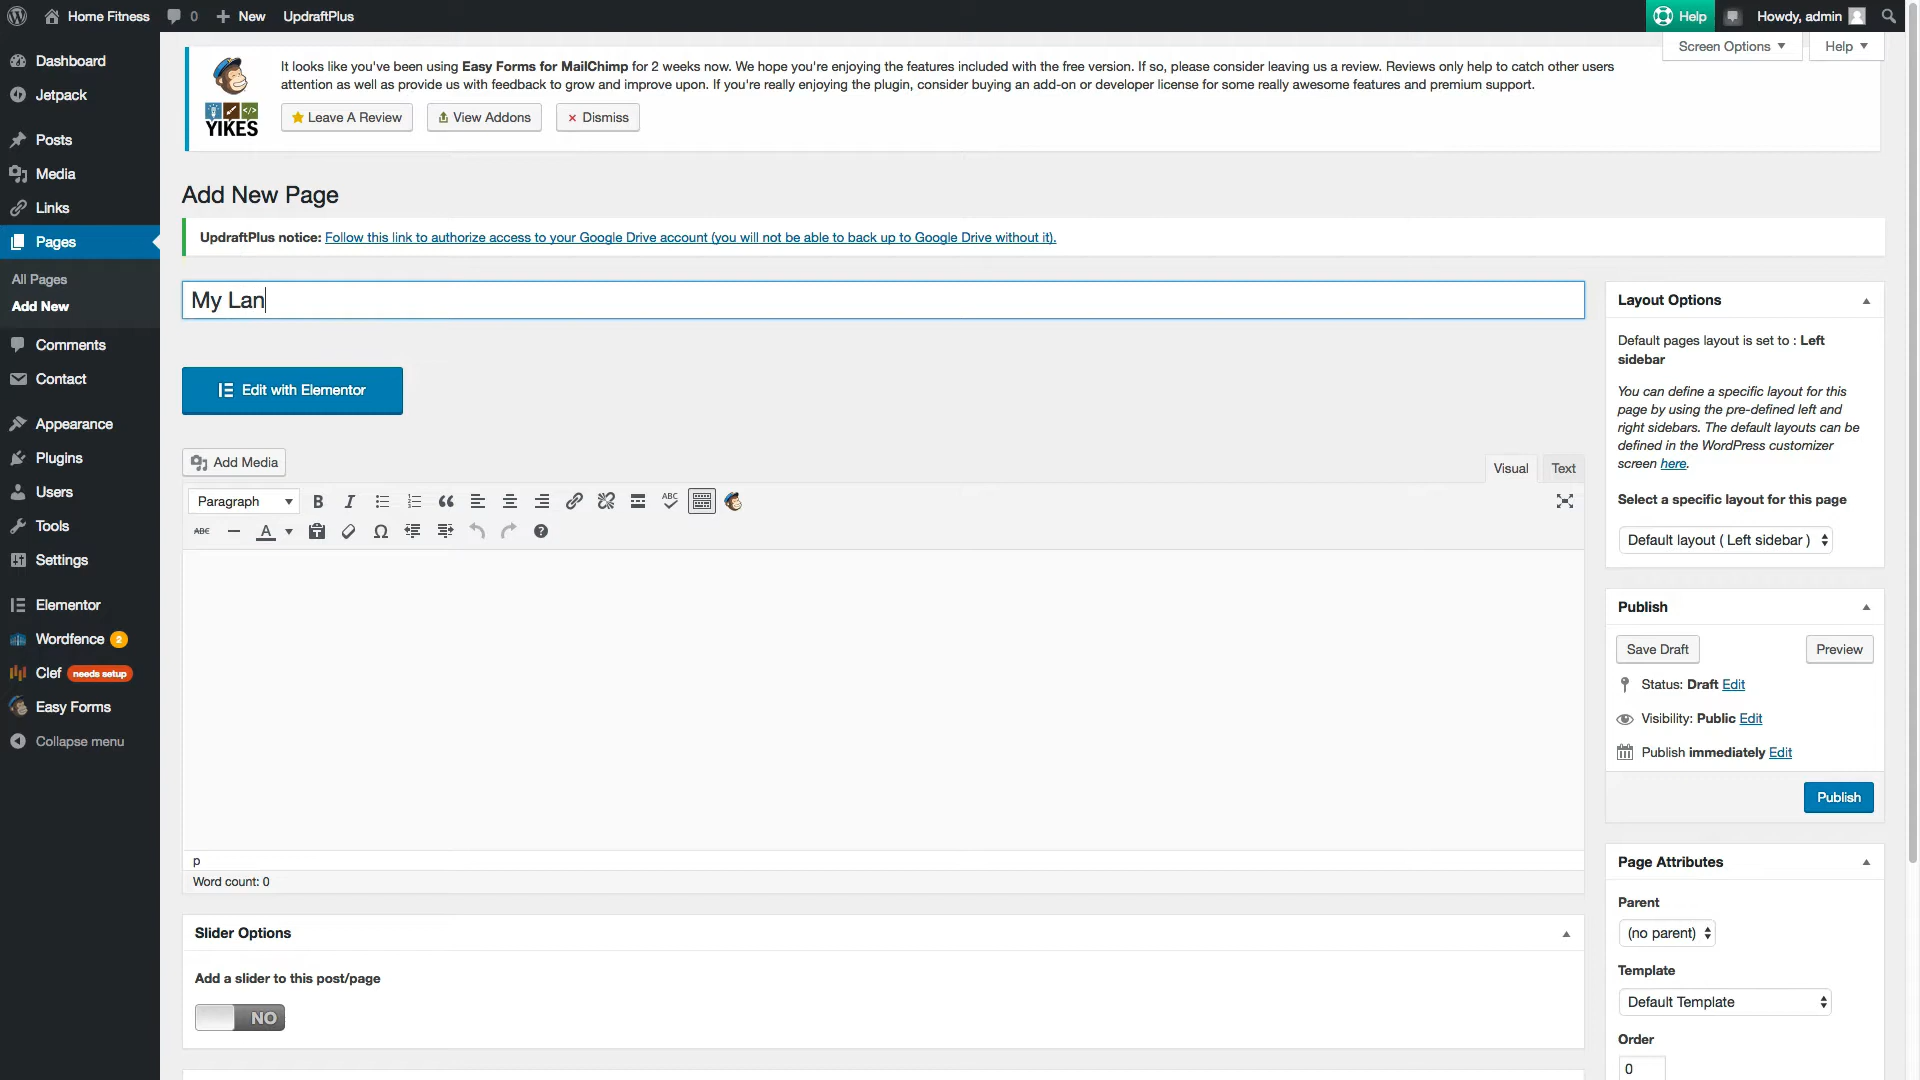 Home Fitness
0
New
UpdraftPlus
Help
Howdy, admin
Screen Options
Help
Dashboard
Jetpack
Posts
Media
Links
Pages
All Pages
Add New
Comments
Contact
Appearance
Plugins
Users
Tools
Settings
Elementor
Wordfence 2
Clef needs setup
Easy Forms
Collapse menu
YIKES
It looks like you've been using Easy Forms for MailChimp for 2 weeks now. We hope you're enjoying the features included with the free version. If so, please consider leaving us a review. Reviews only help to catch other users
attention as well as provide us with feedback to grow and improve upon. If you're really enjoying the plugin, consider buying an add-on or developer license for some really awesome features and premium support.
Leave A Review
View Addons
Dismiss
Add New Page
UpdraftPlus notice: Follow this link to authorize access to your Google Drive account (you will not be able to back up to Google Drive without it).
My Lan
Edit with Elementor
Add Media
Visual
Text
Paragraph
B
I
ABC
ABC
A
p
Word count: 0
Slider Options
Add a slider to this post/page
NO
Layout Options
Default pages layout is set to : Left
sidebar
You can define a specific layout for this
page by using the pre-defined left and
right sidebars. The default layouts can be
defined in the WordPress customizer
screen here.
Select a specific layout for this page
Default layout ( Left sidebar )
Publish
Save Draft
Preview
Status: Draft Edit
Visibility: Public Edit
Publish immediately Edit
Publish
Page Attributes
Parent
(no parent)
Template
Default Template
Order
0